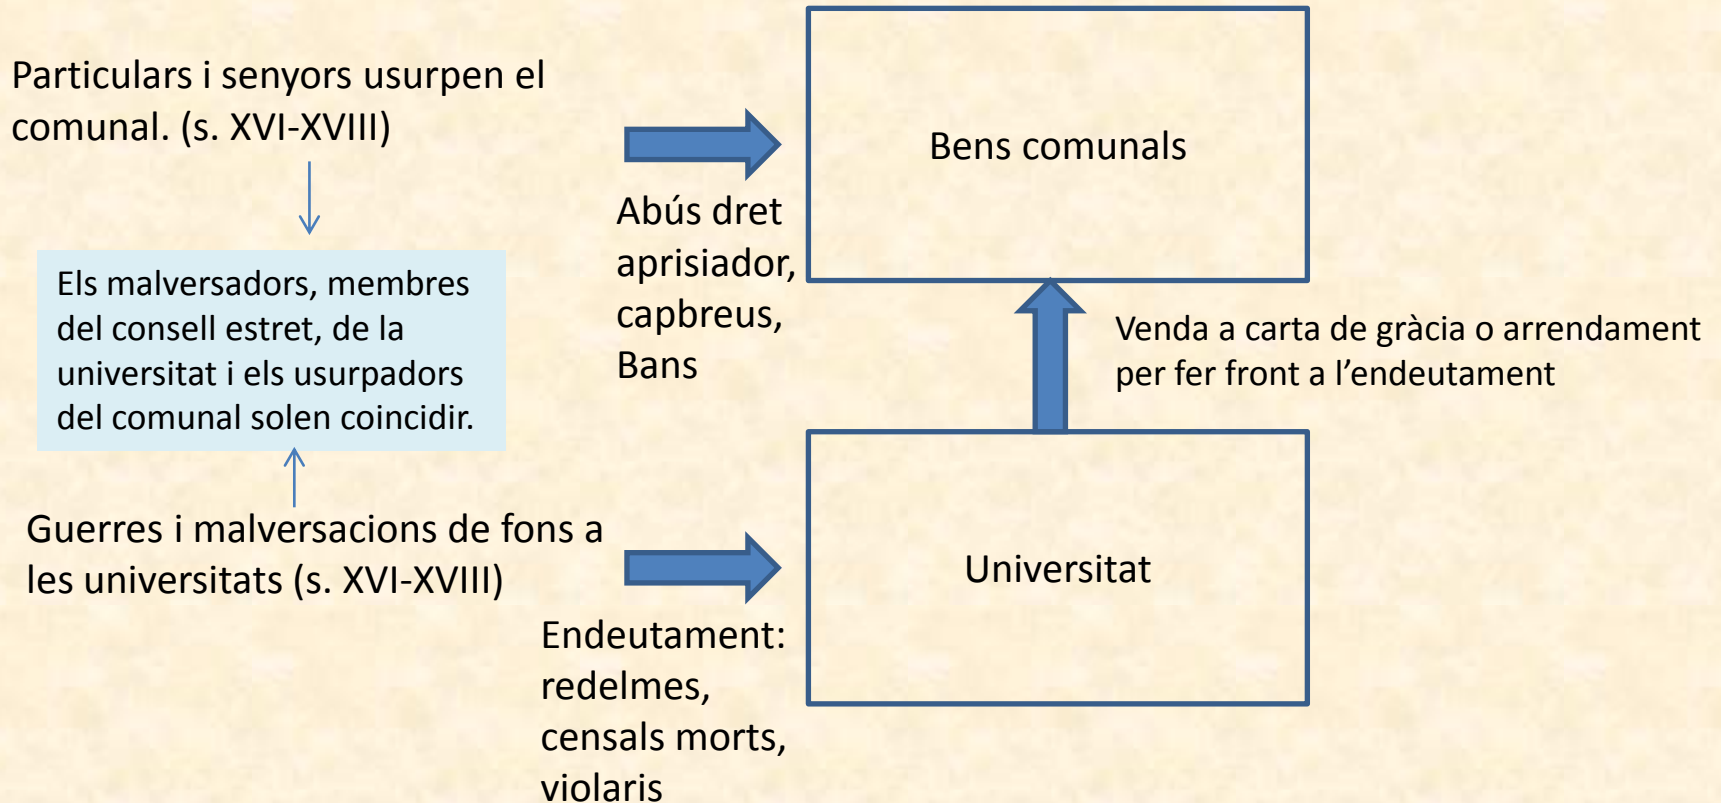 Particulars i senyors usurpen el
comunal. (s. XVI-XVIII)
Bens comunals
Abús dret
aprisiador,
capbreus,
Bans
Els malversadors, membres
del consell estret, de la
universitat i els usurpadors
del comunal solen coincidir.
Venda a carta de gràcia o arrendament
per fer front a l’endeutament
Guerres i malversacions de fons a
les universitats (s. XVI-XVIII)
Universitat
Endeutament:
redelmes,
censals morts,
violaris